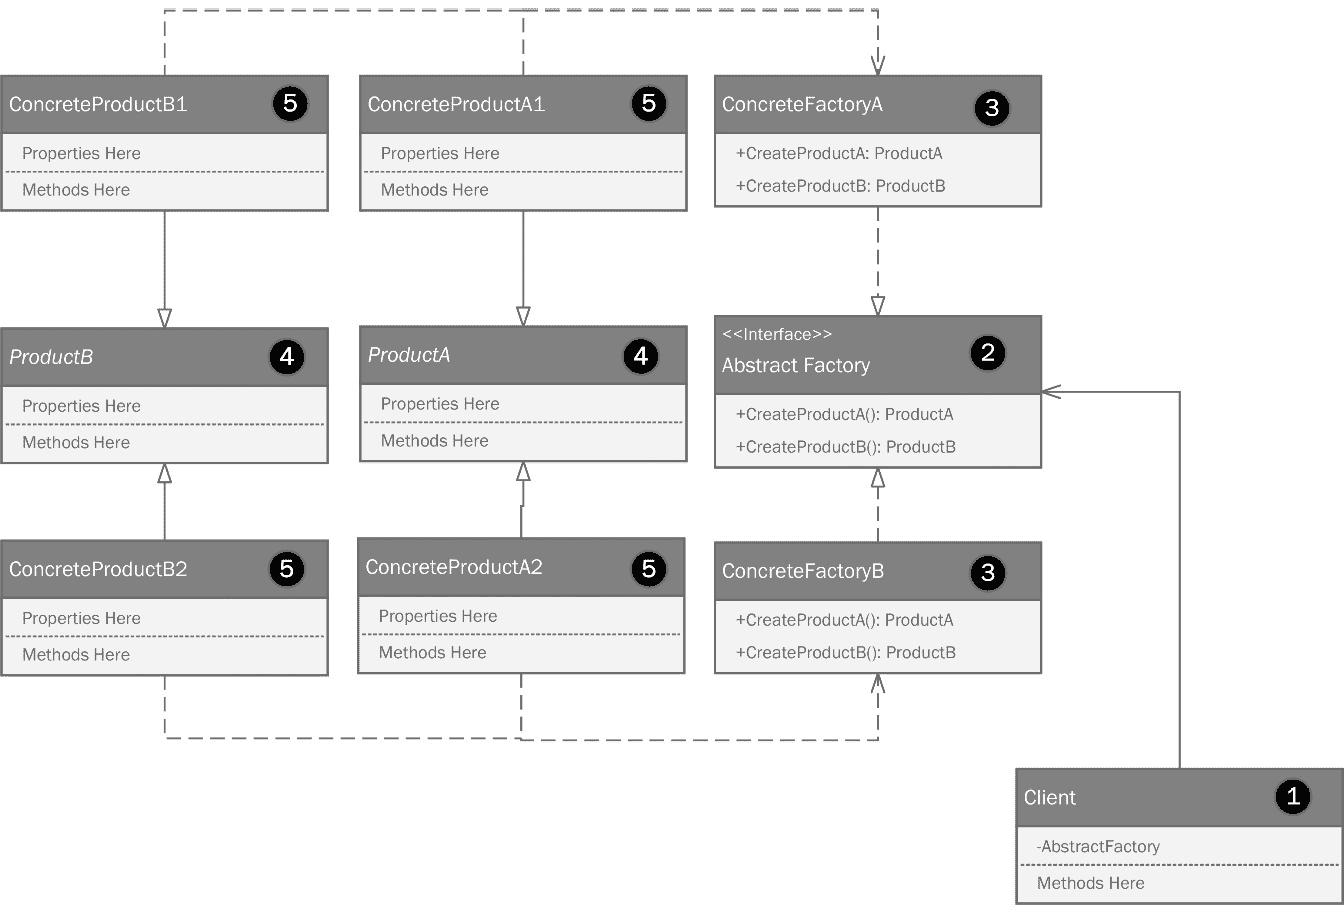 ConcreteProductB1
5
Properties Here
Methods Here
ConcreteProductA1
5
Properties Here
Methods Here
ConcreteFactoryA
3
+CreateProductA: ProductA
+CreateProductB: ProductB
ProductB
4
Properties Here
Methods Here
ProductA
4
Properties Here
Methods Here
<<Interface>>
Abstract Factory
2
+CreateProductA(): ProductA
+CreateProductB(): ProductB
ConcreteProductB2
5
Properties Here
Methods Here
ConcreteProductA2
5
Properties Here
Methods Here
ConcreteFactoryB
3
+CreateProductA(): ProductA
+CreateProductB(): ProductB
Client
1
-AbstractFactory
Methods Here